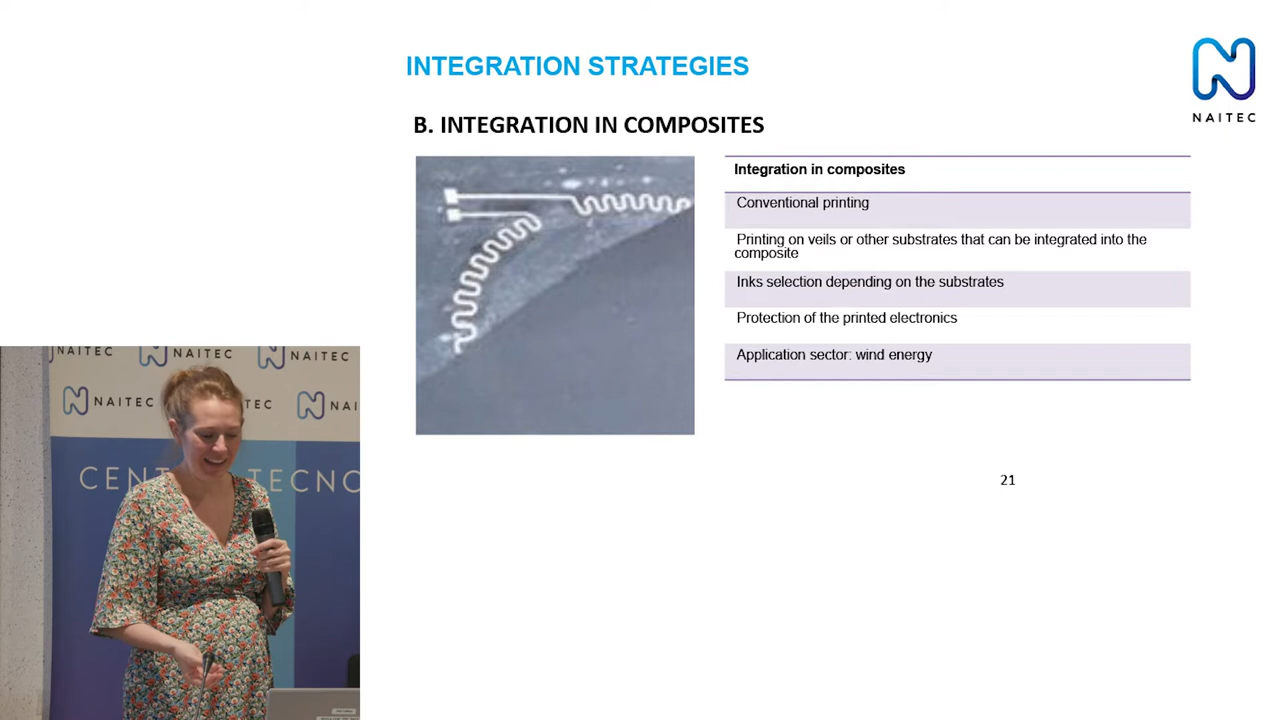 INTEGRATION STRATEGIES
NAITEC
B. INTEGRATION IN COMPOSITES
Integration in composites
Conventional printing
Printing on veils or other substrates that can be integrated into the
composite
Inks selection depending on the substrates
Protection of the printed electronics
Application sector: wind energy
21
NAITEC NAITEC
NAITEC TEC NAI
CENT TECNO